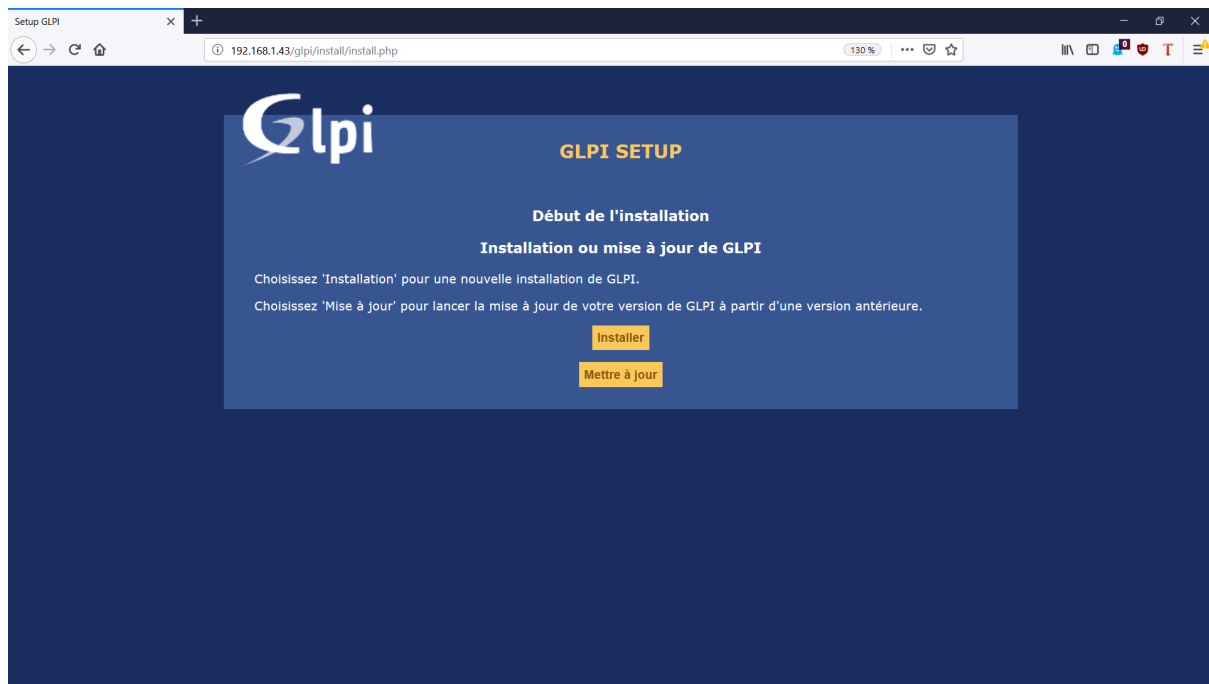 Setup GLPI
192.168.1.43/glpi/install/install.php
130 %
0
T
Glpi
GLPI SETUP
Début de l'installation
Installation ou mise à jour de GLPI
Choisissez 'Installation' pour une nouvelle installation de GLPI.
Choisissez 'Mise à jour' pour lancer la mise à jour de votre version de GLPI à partir d'une version antérieure.
Installer
Mettre à jour